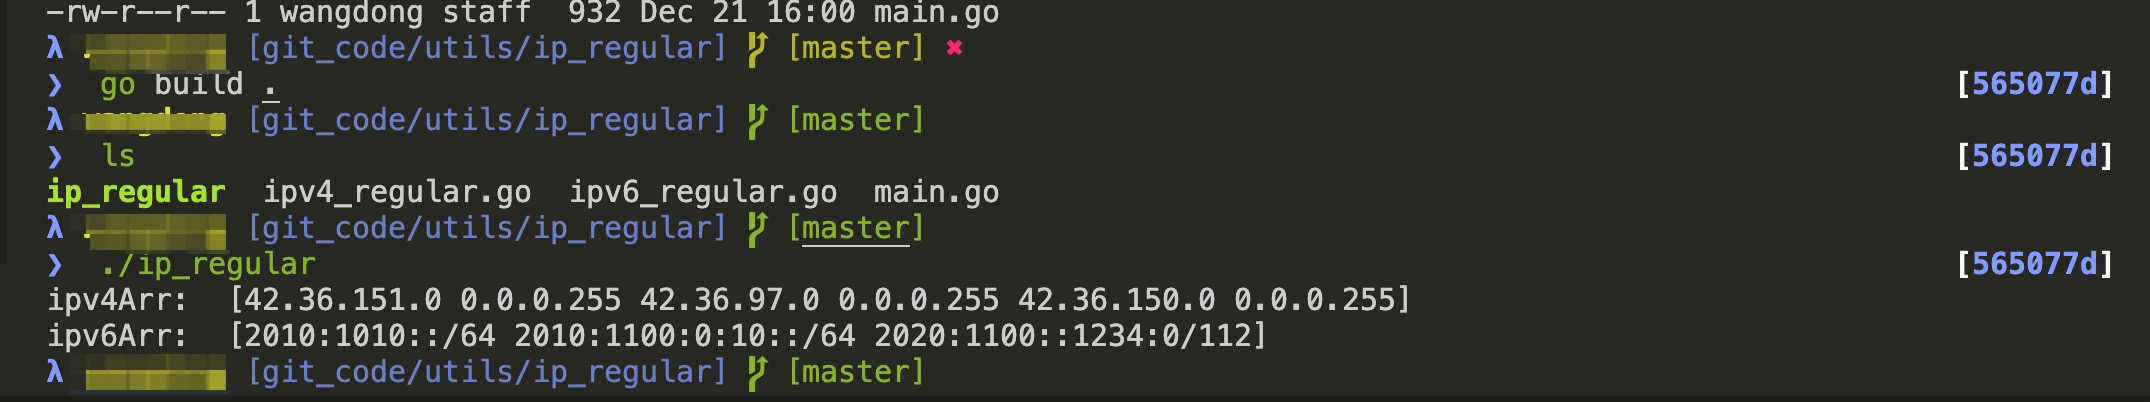 -rw-r--r-- 1 wangdong staff  932 Dec 21 16:00 main.go
λ [git_code/utils/ip_regular] [master] ✖
❯ go build . [565077d]
λ [git_code/utils/ip_regular] [master]
❯ ls [565077d]
ip_regular  ipv4_regular.go  ipv6_regular.go  main.go
λ [git_code/utils/ip_regular] [master]
❯ ./ip_regular [565077d]
ipv4Arr:  [42.36.151.0 0.0.0.255 42.36.97.0 0.0.0.255 42.36.150.0 0.0.0.255]
ipv6Arr:  [2010:1010::/64 2010:1100:0:10::/64 2020:1100::1234:0/112]
λ [git_code/utils/ip_regular] [master]